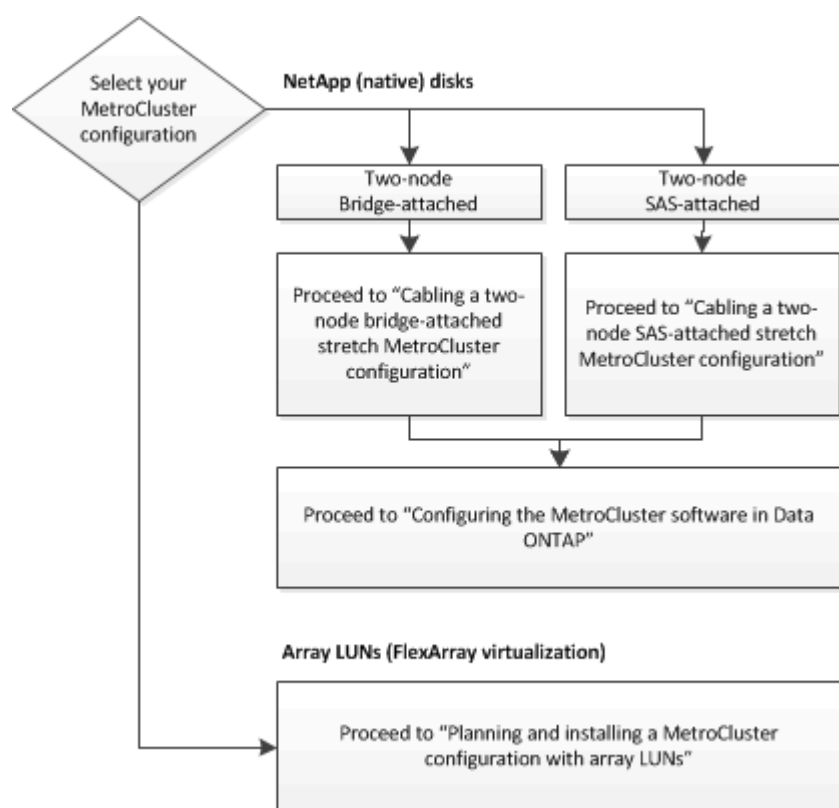 Select your
MetroCluster
configuration
NetApp (native) disks
Two-node
Bridge-attached
Two-node
SAS-attached
Proceed to “Cabling a two-
node bridge-attached
stretch MetroCluster
configuration”
Proceed to “Cabling a two-
node SAS-attached stretch
MetroCluster configuration”
Proceed to “Configuring the MetroCluster software in Data
ONTAP”
Array LUNs (FlexArray virtualization)
Proceed to “Planning and installing a MetroCluster
configuration with array LUNs”